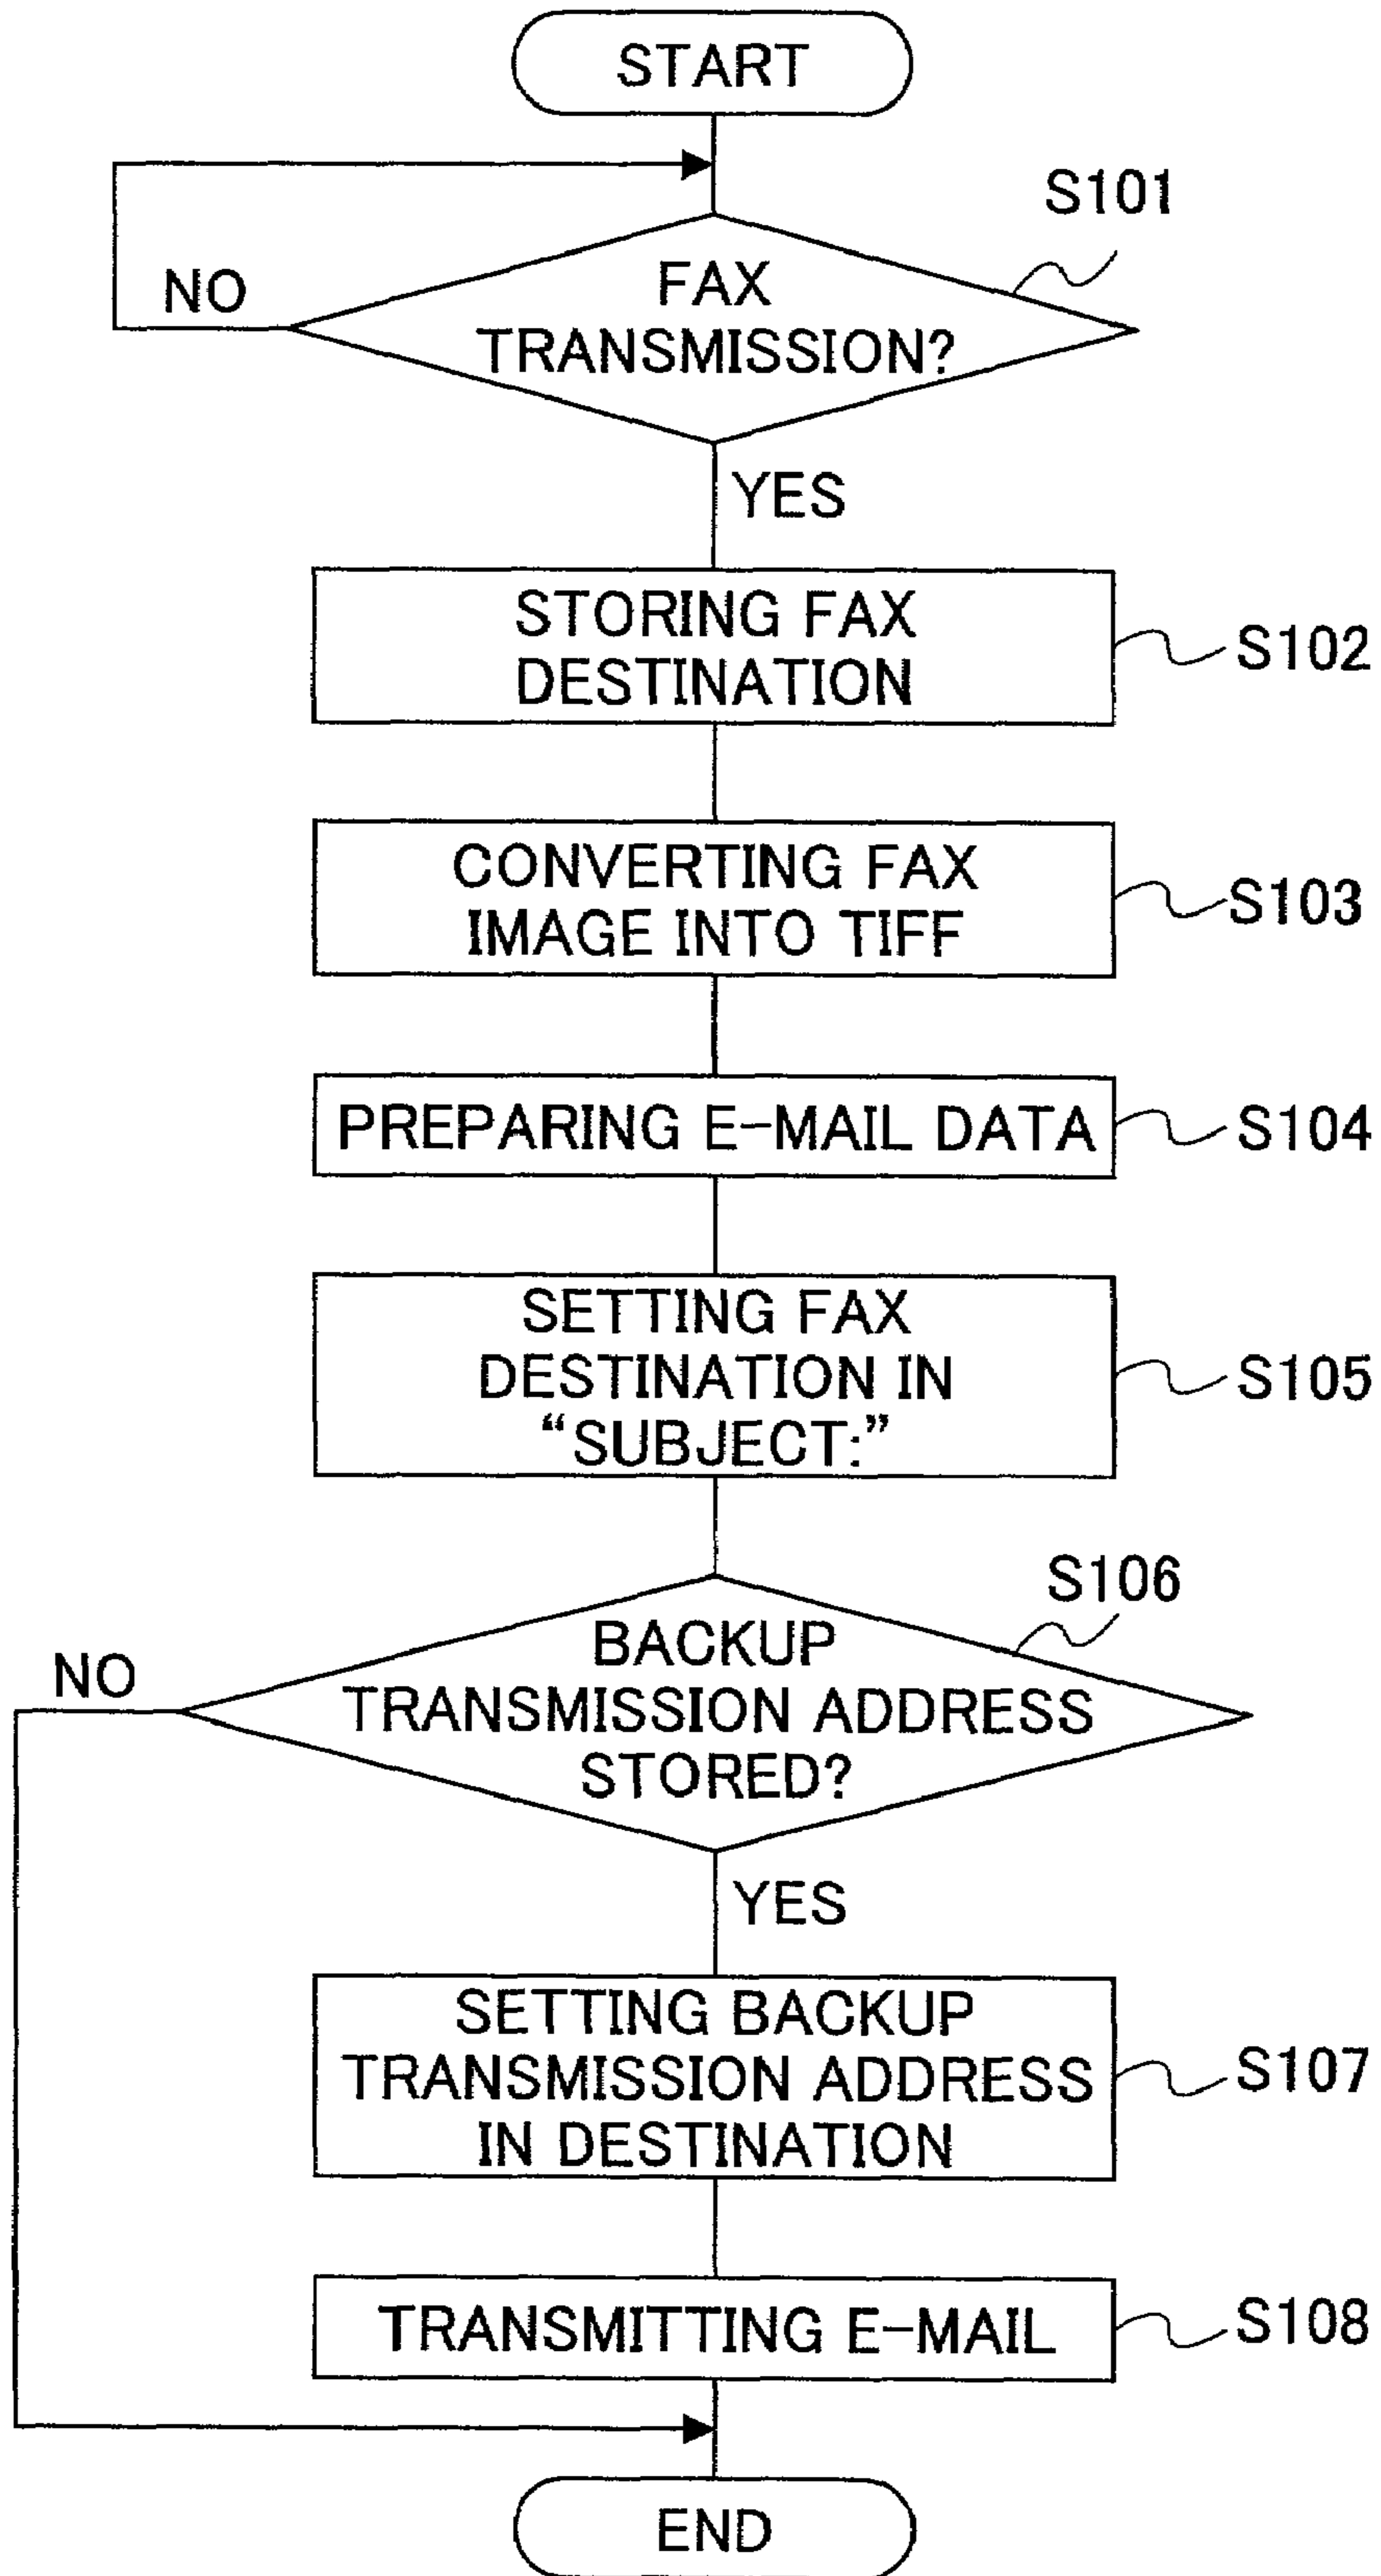 START
S101
FAX
TRANSMISSION?
NO
YES
STORING FAX
DESTINATION
S102
CONVERTING FAX
IMAGE INTO TIFF
S103
PREPARING E-MAIL DATA
S104
SETTING FAX
DESTINATION IN
“SUBJECT:”
S105
S106
BACKUP
TRANSMISSION ADDRESS
STORED?
NO
YES
SETTING BACKUP
TRANSMISSION ADDRESS
IN DESTINATION
S107
TRANSMITTING E-MAIL
S108
END